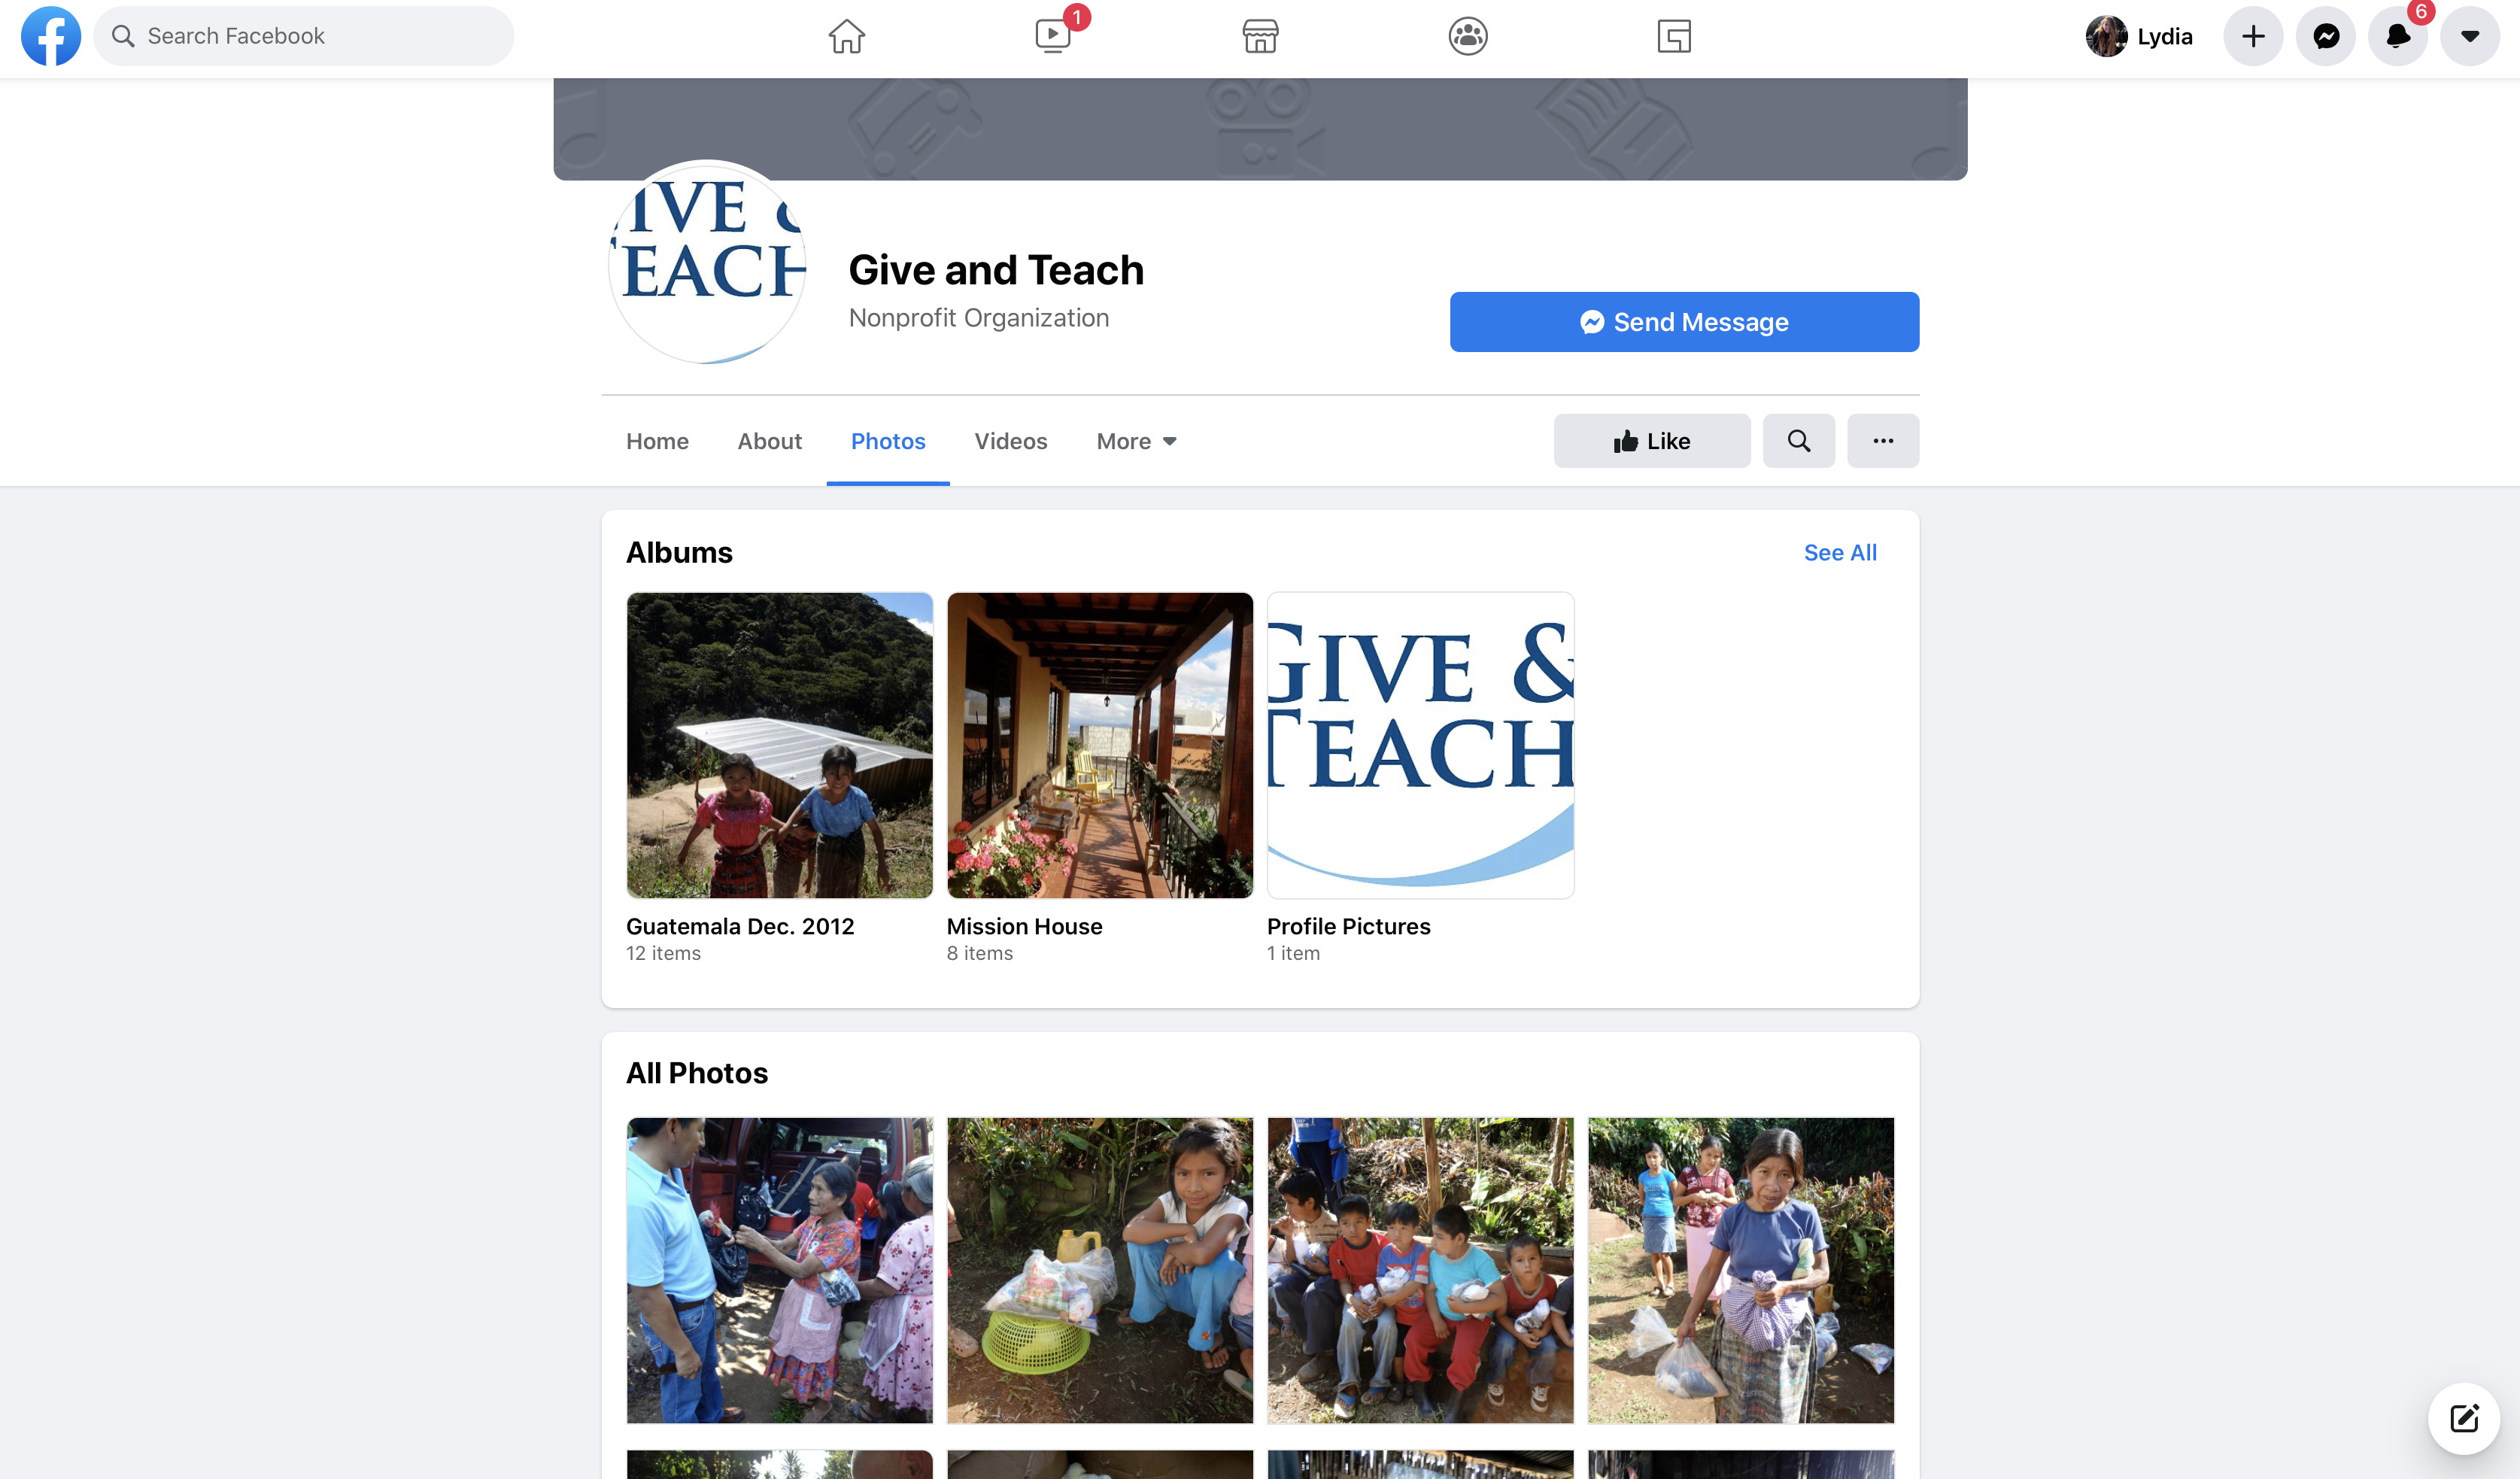 Search Facebook
1
Lydia
6
IVE &
TEACH
Give and Teach
Nonprofit Organization
Send Message
Home
About
Photos
Videos
More
Like
Albums
See All
GIVE &
TEACH
Guatemala Dec. 2012
12 items
Mission House
8 items
Profile Pictures
1 item
All Photos